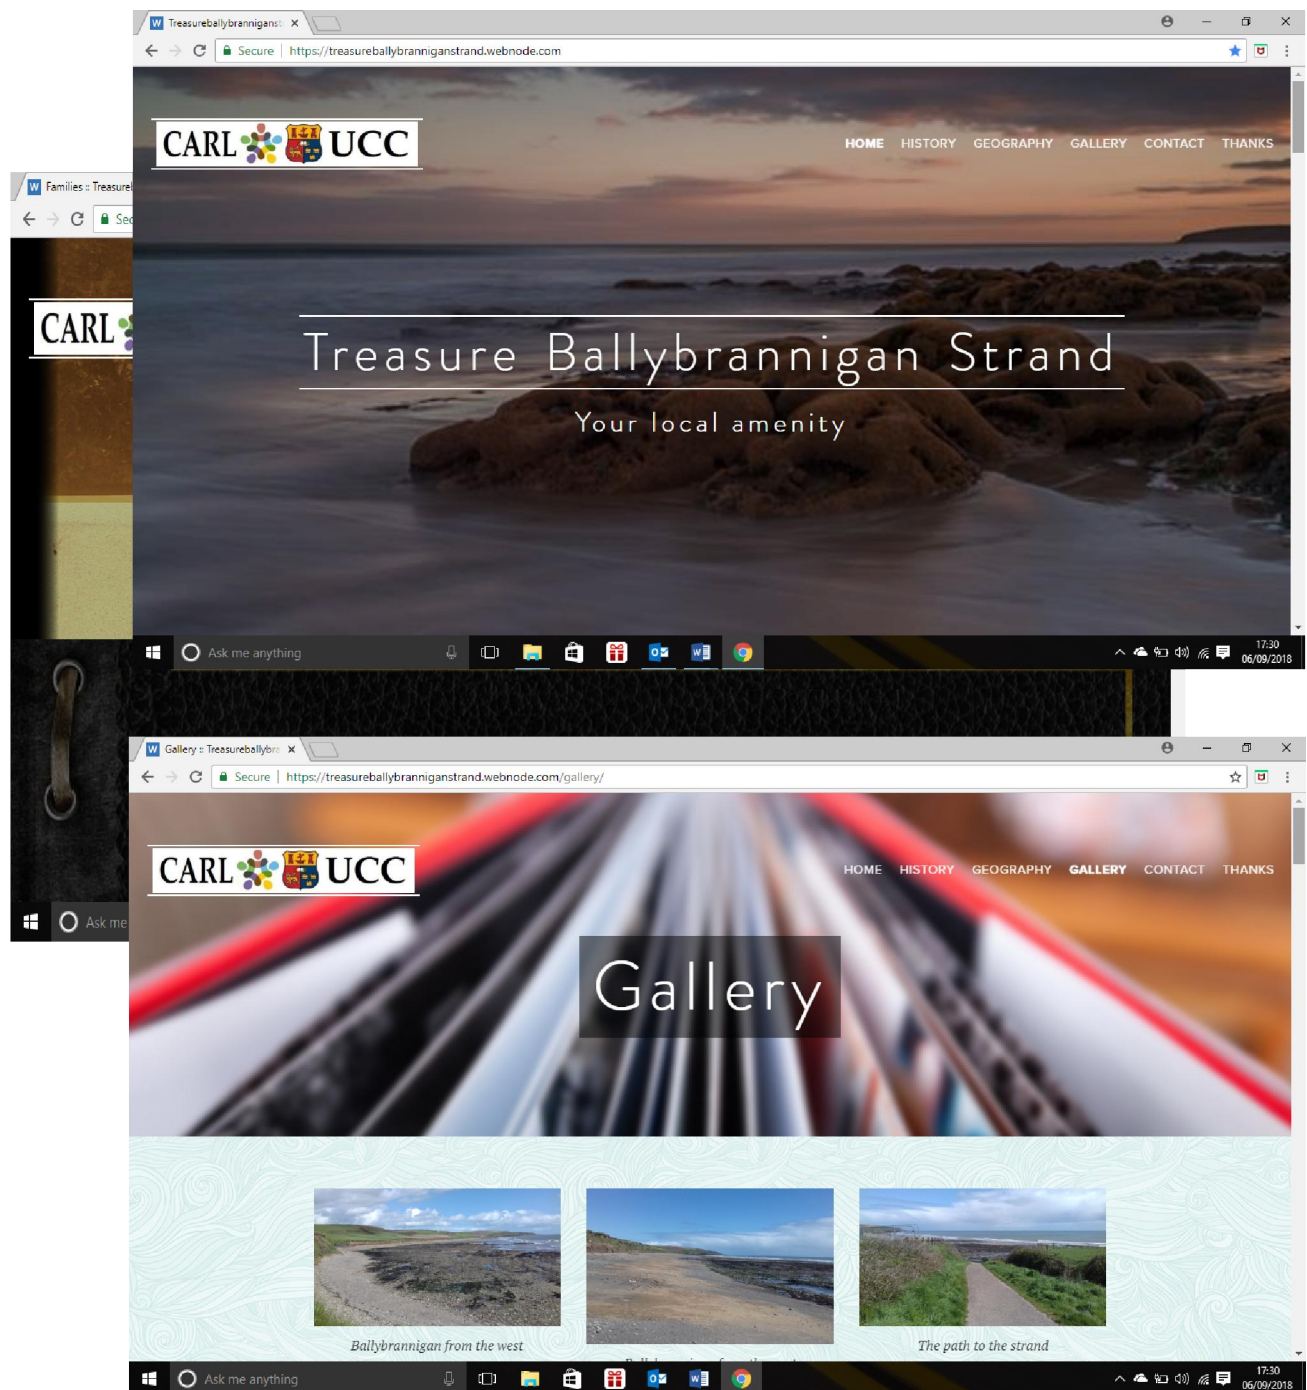 Treasureballybranniganst
Secure | https://treasureballybranniganstrand.webnode.com
CARL UCC
HOME HISTORY GEOGRAPHY GALLERY CONTACT THANKS
Treasure Ballybrannigan Strand
Your local amenity
Ask me anything
17:30
06/09/2018
Families :: Treasure
Sec
CARL
Ask me
Gallery :: Treasureballybra
Secure | https://treasureballybranniganstrand.webnode.com/gallery/
CARL UCC
HOME HISTORY GEOGRAPHY GALLERY CONTACT THANKS
Gallery
Ballybrannigan from the west
The path to the strand
Ask me anything
17:30
06/09/2018